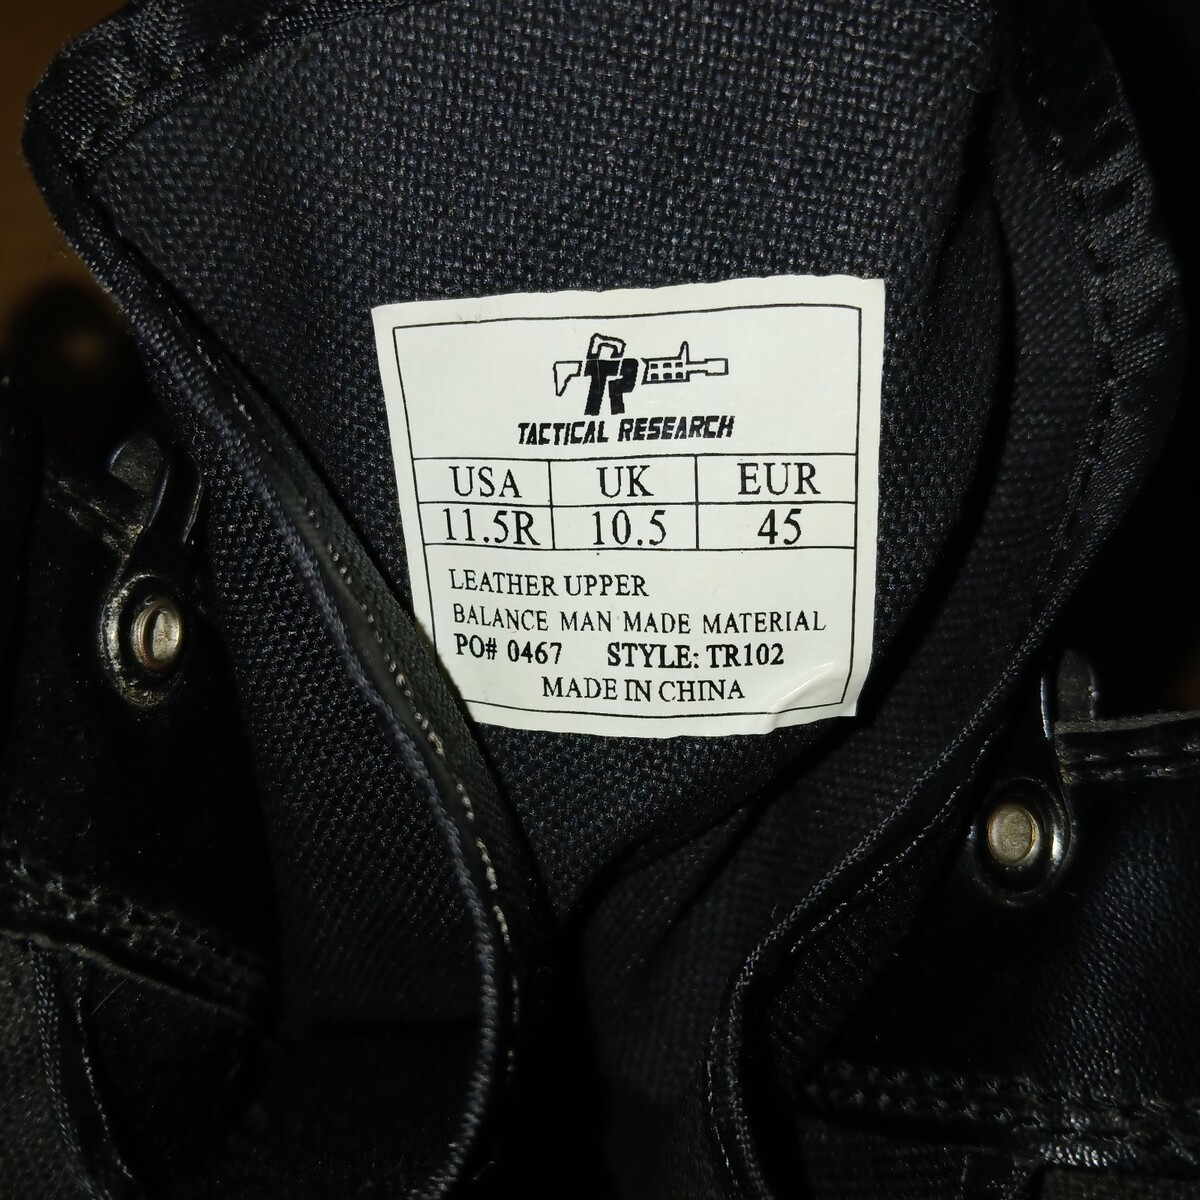 TR
TACTICAL RESEARCH
USA UK EUR
11.5R 10.5 45
LEATHER UPPER
BALANCE MAN MADE MATERIAL
PO# 0467 STYLE: TR102
MADE IN CHINA